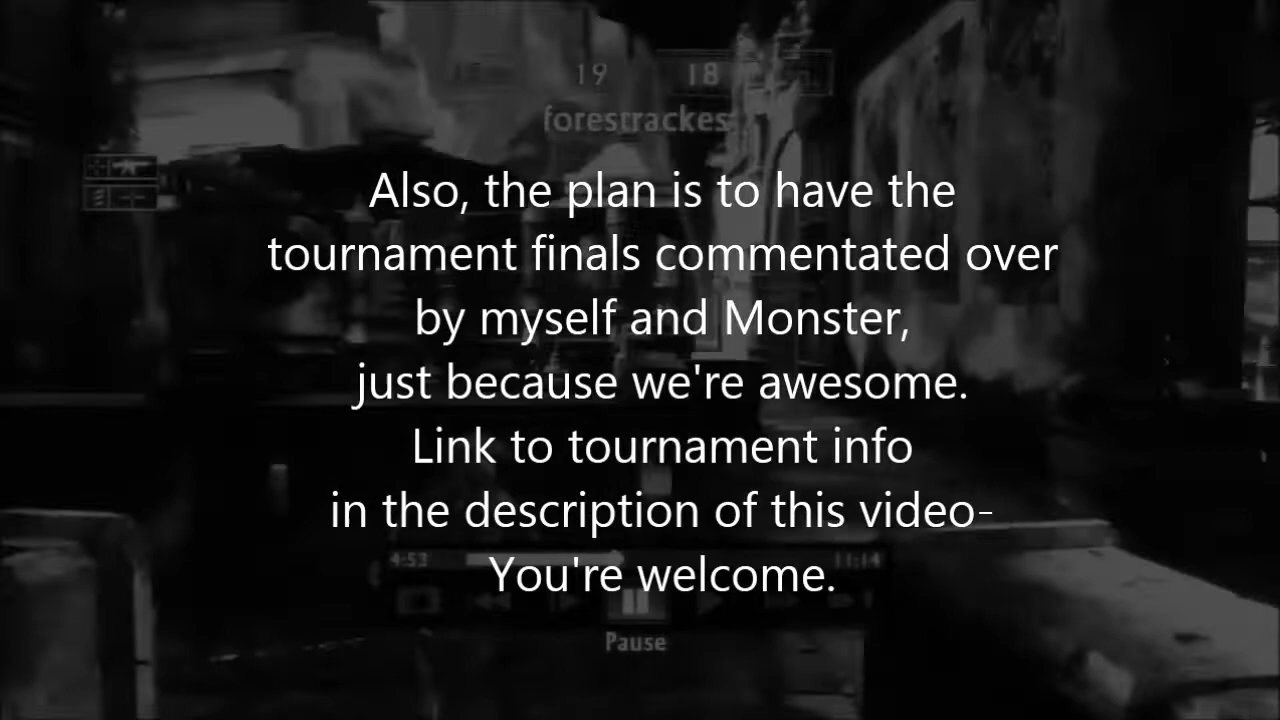 19 18
forestrackes
Also, the plan is to have the
tournament finals commentated over
by myself and Monster,
just because we're awesome.
Link to tournament info
in the description of this video-
4:53 11:14
You're welcome.
Pause